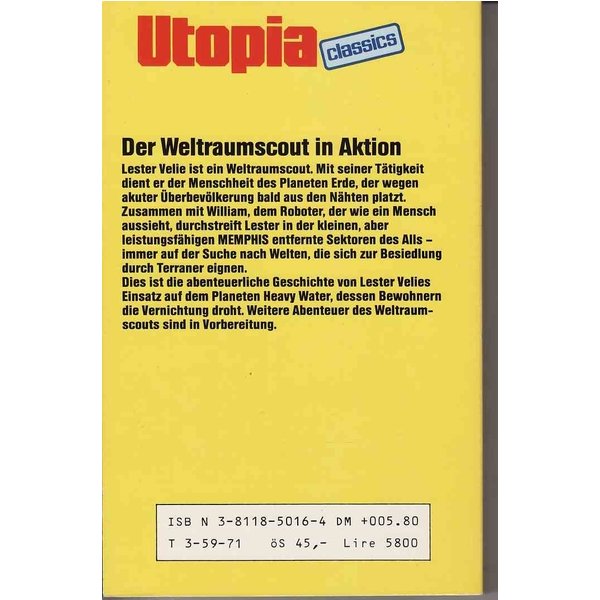 Utopia classics
Der Weltraumscout in Aktion
Lester Velie ist ein Weltraumscout. Mit seiner Tätigkeit
dient er der Menschheit des Planeten Erde, der wegen
akuter Überbevölkerung bald aus den Nähten platzt.
Zusammen mit William, dem Roboter, der wie ein Mensch
aussieht, durchstreift Lester in der kleinen, aber
leistungsfähigen MEMPHIS entfernte Sektoren des Alls –
immer auf der Suche nach Welten, die sich zur Besiedlung
durch Terraner eignen.
Dies ist die abenteuerliche Geschichte von Lester Velies
Einsatz auf dem Planeten Heavy Water, dessen Bewohnern
die Vernichtung droht. Weitere Abenteuer des Weltraum-
scouts sind in Vorbereitung.
ISB N 3-8118-5016-4 DM +005.80
T 3-59-71 öS 45,- Lire 5800